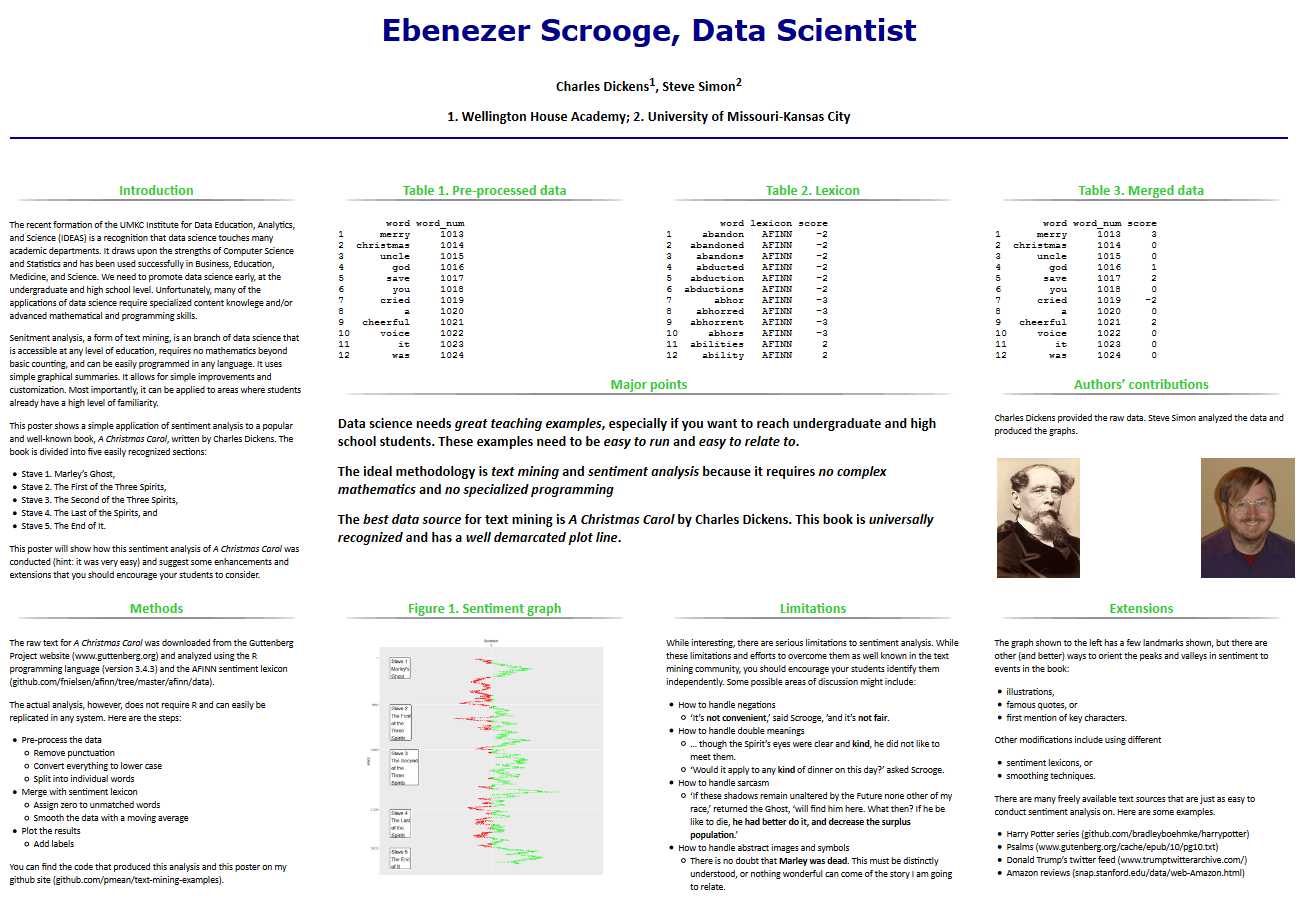 Ebenezer Scrooge, Data Scientist
Charles Dickens1, Steve Simon2
1. Wellington House Academy; 2. University of Missouri-Kansas City
Introduction
The recent formation of the UMKC Institute for Data Education, Analytics,
and Science (IDEAS) is a recognition that data science touches many
academic departments. It draws upon the strengths of Computer Science
and Statistics and has been used successfully in Business, Education,
Medicine, and Science. We need to promote data science early, at the
undergraduate and high school level. Unfortunately, many of the
applications of data science require specialized content knowlege and/or
advanced mathematical and programming skills.
Senitment analysis, a form of text mining, is an branch of data science that
is accessible at any level of education, requires no mathematics beyond
basic counting, and can be easily programmed in any language. It uses
simple graphical summaries. It allows for simple improvements and
customization. Most importantly, it can be applied to areas where students
already have a high level of familiarity.
This poster shows a simple application of sentiment analysis to a popular
and well-known book, A Christmas Carol, written by Charles Dickens. The
book is divided into five easily recognized sections:
• Stave 1. Marley's Ghost,
• Stave 2. The First of the Three Spirits,
• Stave 3. The Second of the Three Spirits,
• Stave 4. The Last of the Spirits, and
• Stave 5. The End of It.
This poster will show how this sentiment analysis of A Christmas Carol was
conducted (hint: it was very easy) and suggest some enhancements and
extensions that you should encourage your students to consider.
Table 1. Pre-processed data
word word_num
1 merry 1013
2 christmas 1014
3 uncle 1015
4 god 1016
5 save 1017
6 you 1018
7 cried 1019
8 a 1020
9 cheerful 1021
10 voice 1022
11 it 1023
12 was 1024
Table 2. Lexicon
word lexicon score
1 abandon AFINN -2
2 abandoned AFINN -2
3 abandons AFINN -2
4 abducted AFINN -2
5 abduction AFINN -2
6 abductions AFINN -2
7 abhor AFINN -3
8 abhorred AFINN -3
9 abhorrent AFINN -3
10 abhors AFINN -3
11 abilities AFINN 2
12 ability AFINN 2
Table 3. Merged data
word word_num score
1 merry 1013 3
2 christmas 1014 0
3 uncle 1015 0
4 god 1016 1
5 save 1017 2
6 you 1018 0
7 cried 1019 -2
8 a 1020 0
9 cheerful 1021 2
10 voice 1022 0
11 it 1023 0
12 was 1024 0
Major points
Data science needs great teaching examples, especially if you want to reach undergraduate and high
school students. These examples need to be easy to run and easy to relate to.
The ideal methodology is text mining and sentiment analysis because it requires no complex
mathematics and no specialized programming
The best data source for text mining is A Christmas Carol by Charles Dickens. This book is universally
recognized and has a well demarcated plot line.
Authors' contributions
Charles Dickens provided the raw data. Steve Simon analyzed the data and
produced the graphs.
Methods
The raw text for A Christmas Carol was downloaded from the Guttenberg
Project website (www.guttenberg.org) and analyzed using the R
programming language (version 3.4.3) and the AFINN sentiment lexicon
(github.com/fnielsen/afinn/tree/master/afinn/data).
The actual analysis, however, does not require R and can easily be
replicated in any system. Here are the steps:
• Pre-process the data
○ Remove punctuation
○ Convert everything to lower case
○ Split into individual words
• Merge with sentiment lexicon
○ Assign zero to unmatched words
○ Smooth the data with a moving average
• Plot the results
○ Add labels
You can find the code that produced this analysis and this poster on my
github site (github.com/pmean/text-mining-examples).
Figure 1. Sentiment graph
Stave 1
Marley's
Ghost
Stave 2
The First
of the
Three
Spirits
Stave 3
The Second
of the
Three
Spirits
Stave 4
The Last
of the
Spirits
Stave 5
The End
of It
Limitations
While interesting, there are serious limitations to sentiment analysis. While
these limitations and efforts to overcome them as well known in the text
mining community, you should encourage your students identify them
independently. Some possible areas of discussion might include:
• How to handle negations
○ 'It's not convenient,' said Scrooge, 'and it's not fair.
• How to handle double meanings
○ ... though the Spirit's eyes were clear and kind, he did not like to
meet them.
○ 'Would it apply to any kind of dinner on this day?' asked Scrooge.
• How to handle sarcasm
○ 'If these shadows remain unaltered by the Future none other of my
race,' returned the Ghost, 'will find him here. What then? If he be
like to die, he had better do it, and decrease the surplus
population.'
• How to handle abstract images and symbols
○ There is no doubt that Marley was dead. This must be distinctly
understood, or nothing wonderful can come of the story I am going
to relate.
Extensions
The graph shown to the left has a few landmarks shown, but there are
other (and better) ways to orient the peaks and valleys in sentiment to
events in the book:
• illustrations,
• famous quotes, or
• first mention of key characters.
Other modifications include using different
• sentiment lexicons, or
• smoothing techniques.
There are many freely available text sources that are just as easy to
conduct sentiment analysis on. Here are some examples.
• Harry Potter series (github.com/bradleyboehmke/harrypotter)
• Psalms (www.gutenberg.org/cache/epub/10/pg10.txt)
• Donald Trump's twitter feed (www.trumptwitterarchive.com/)
• Amazon reviews (snap.stanford.edu/data/web-Amazon.html)